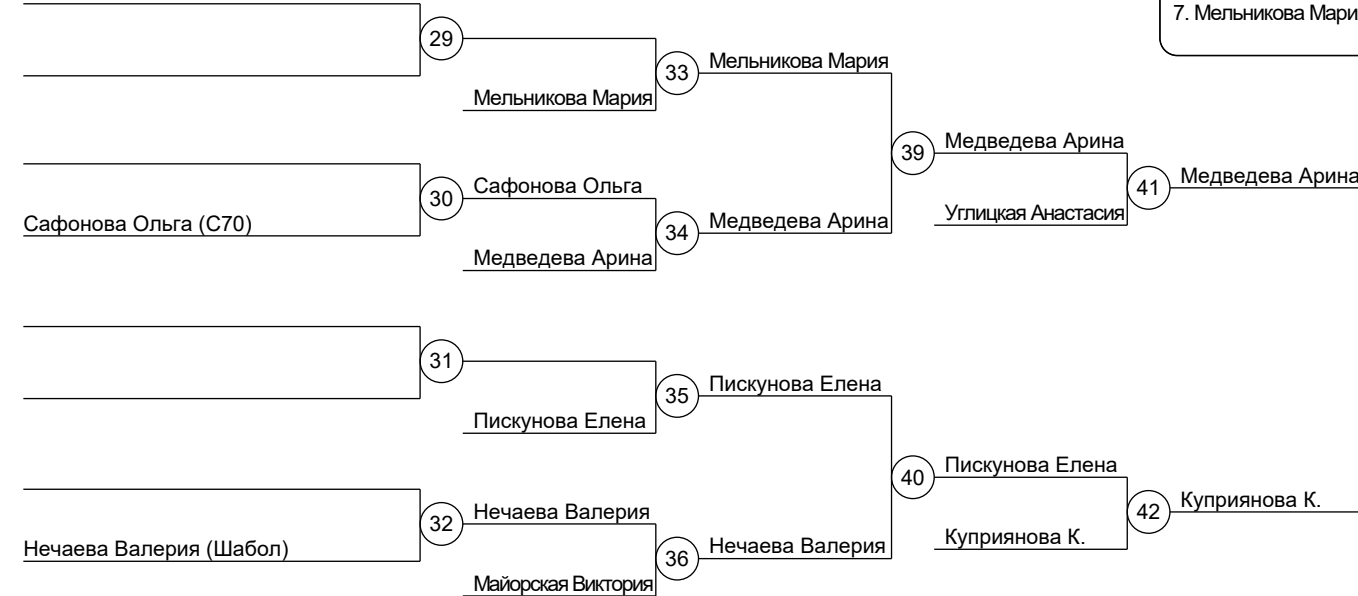 7. Мельникова Мари
29
Мельникова Мария
33
Мельникова Мария
39
Медведева Арина
Сафонова Ольга (С70)
30
Сафонова Ольга
Медведева Арина
34
Медведева Арина
Углицкая Анастасия
41
Медведева Арина
31
Пискунова Елена
35
Пискунова Елена
40
Пискунова Елена
Нечаева Валерия (Шабол)
32
Нечаева Валерия
Майорская Виктория
36
Нечаева Валерия
Куприянова К.
42
Куприянова К.